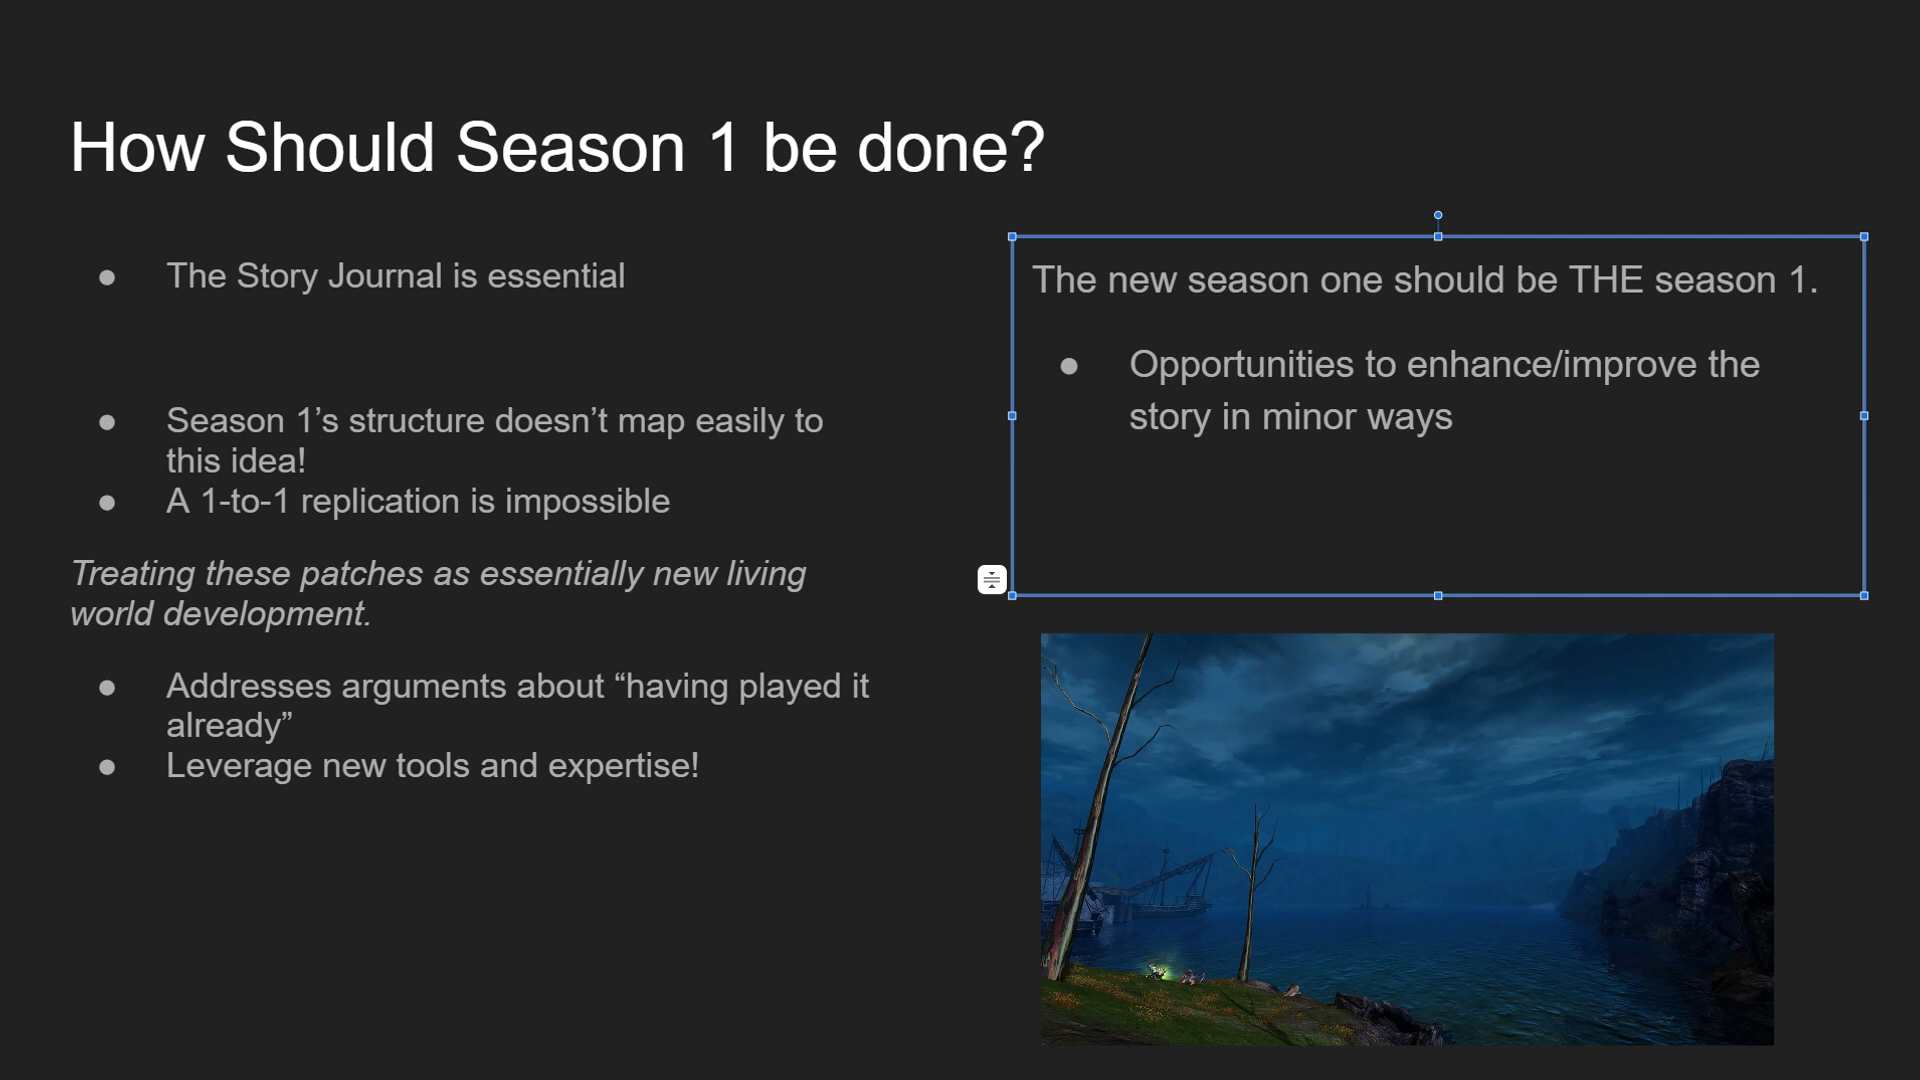 How Should Season 1 be done?
● The Story Journal is essential
● Season 1’s structure doesn’t map easily to
this idea!
● A 1-to-1 replication is impossible
Treating these patches as essentially new living
world development.
● Addresses arguments about “having played it
already”
● Leverage new tools and expertise!
The new season one should be THE season 1.
● Opportunities to enhance/improve the
story in minor ways